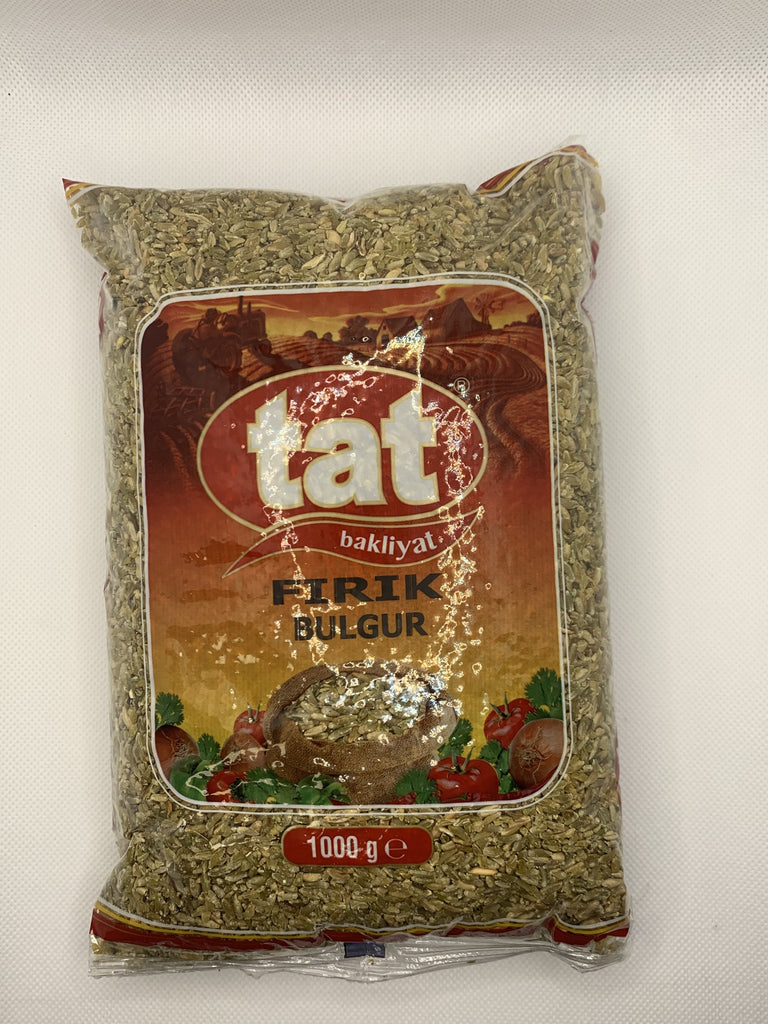 tat ®
bakliyat
FIRIK
BULGUR
1000 g ℮